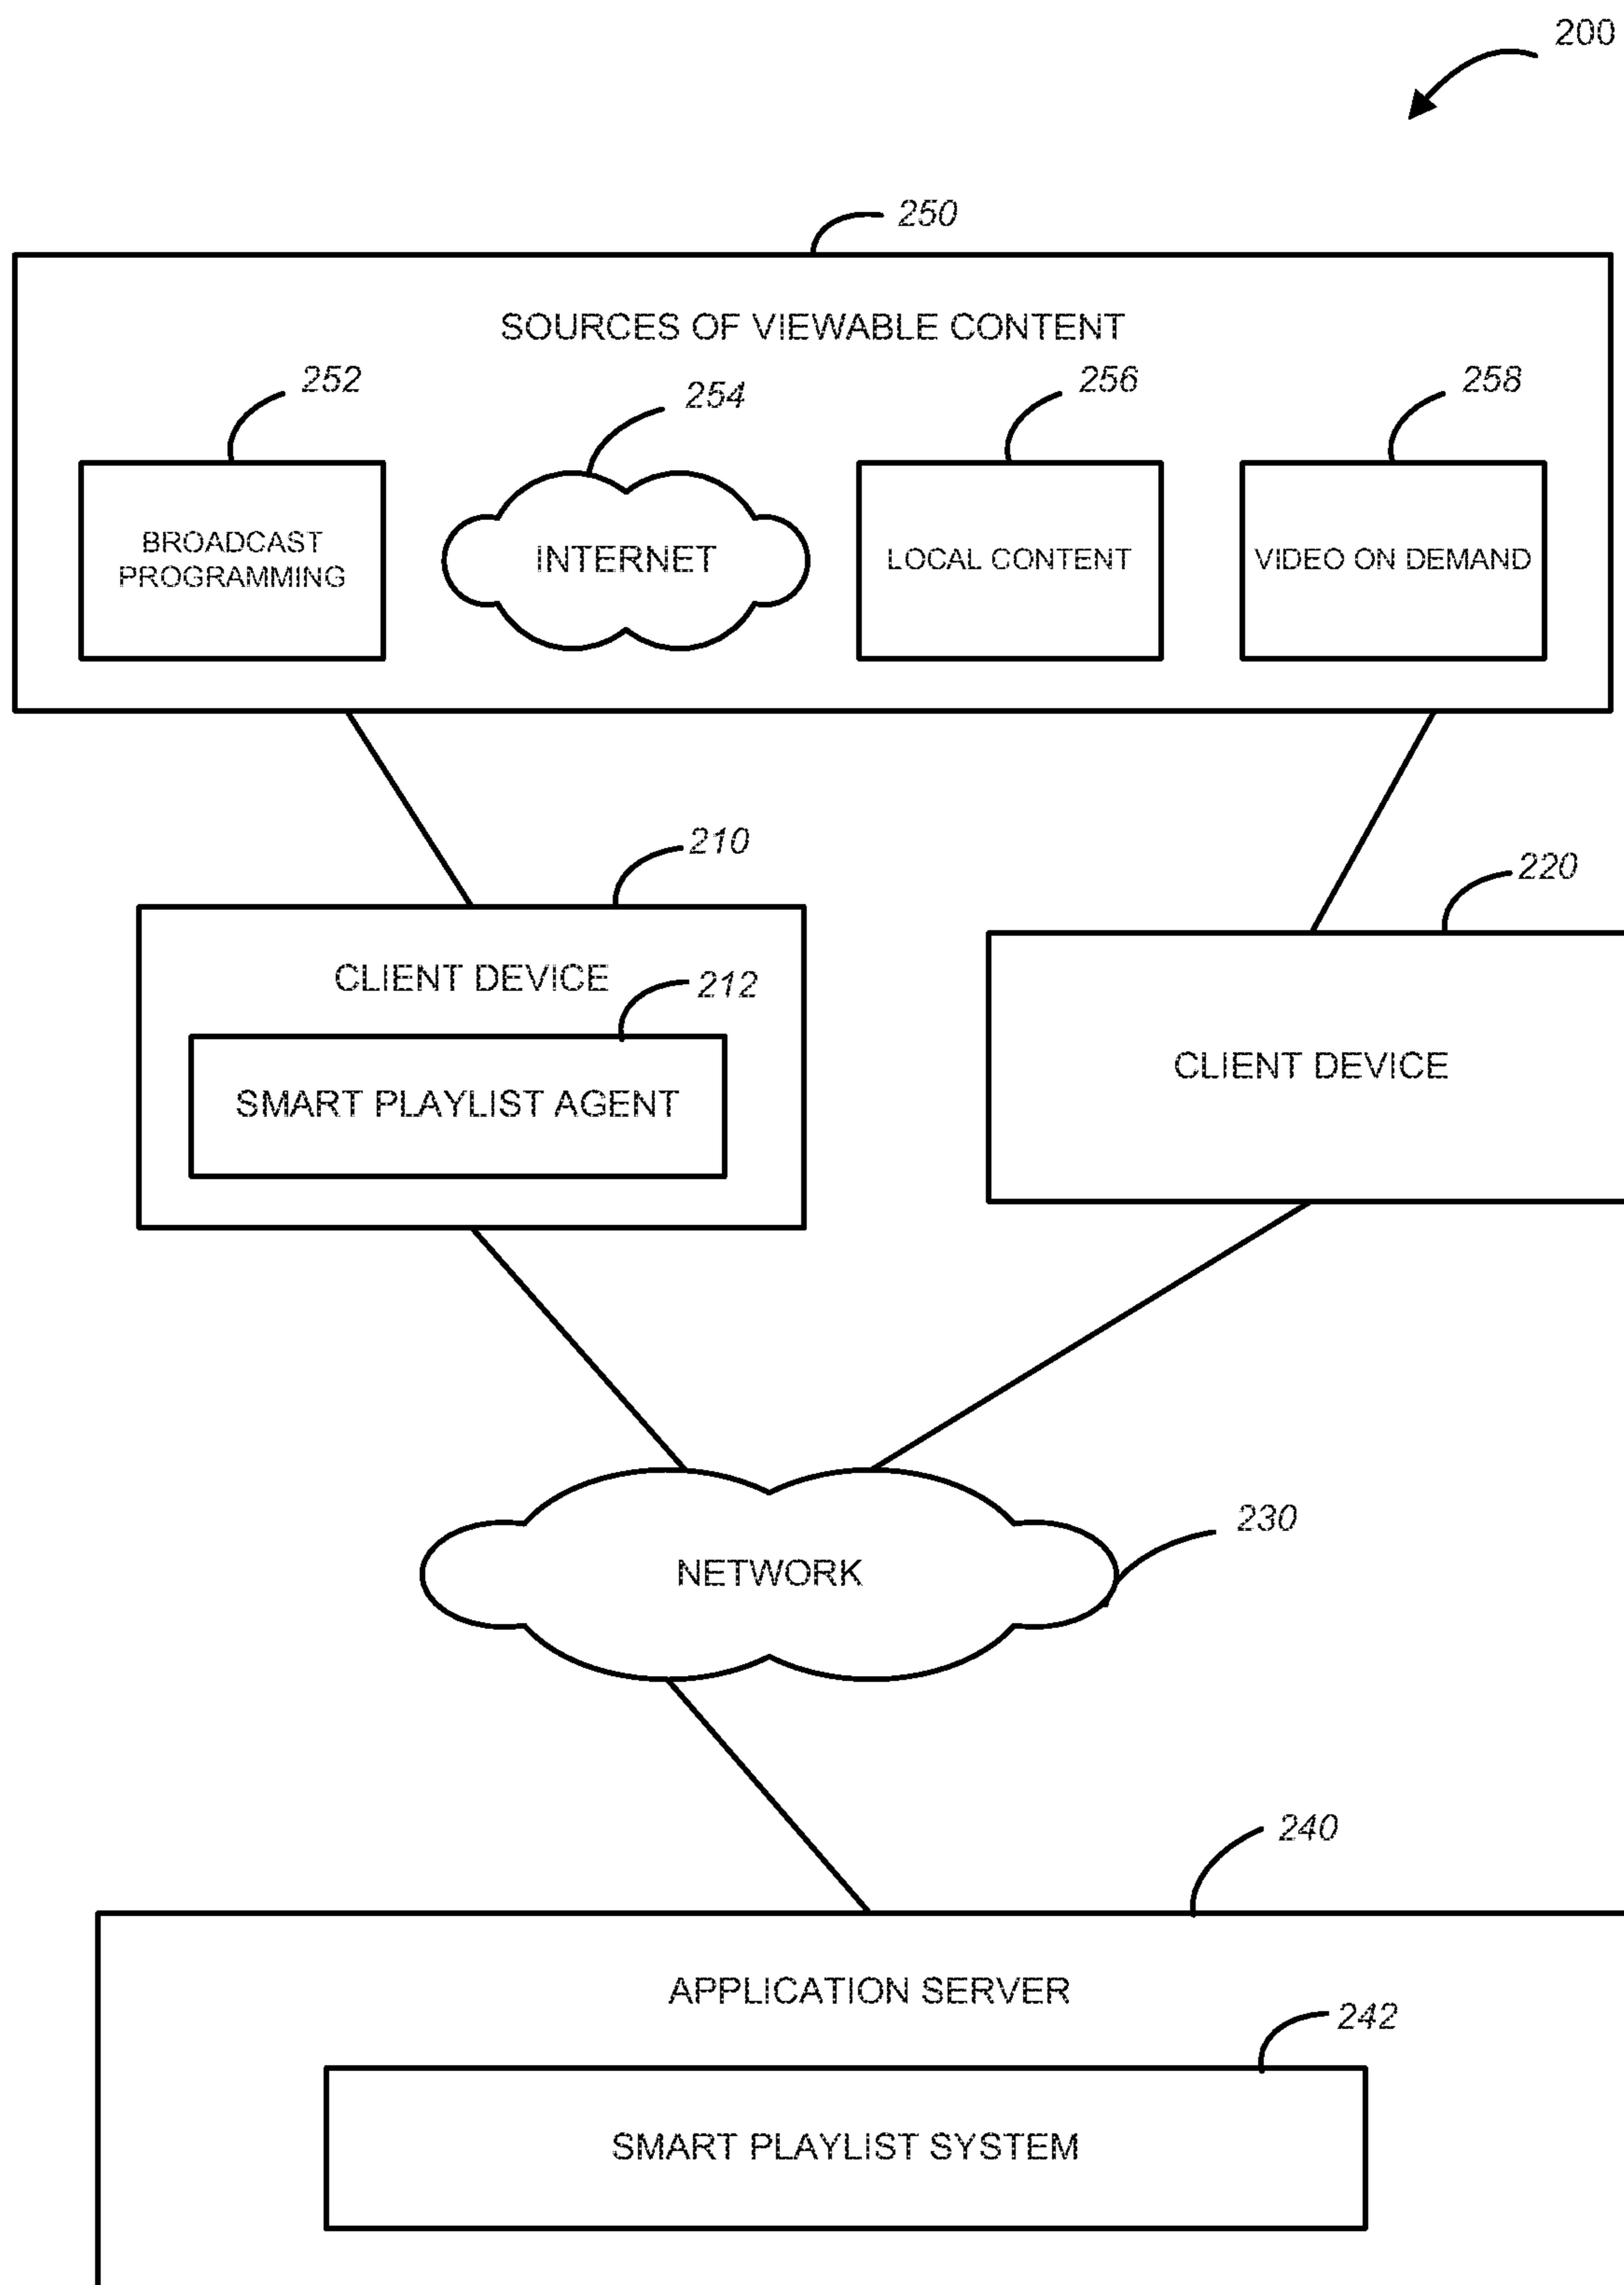 200
250
SOURCES OF VIEWABLE CONTENT
252
254
256
258
BROADCAST
PROGRAMMING
INTERNET
LOCAL CONTENT
VIDEO ON DEMAND
210
220
CLIENT DEVICE
212
SMART PLAYLIST AGENT
CLIENT DEVICE
230
NETWORK
240
APPLICATION SERVER
242
SMART PLAYLIST SYSTEM